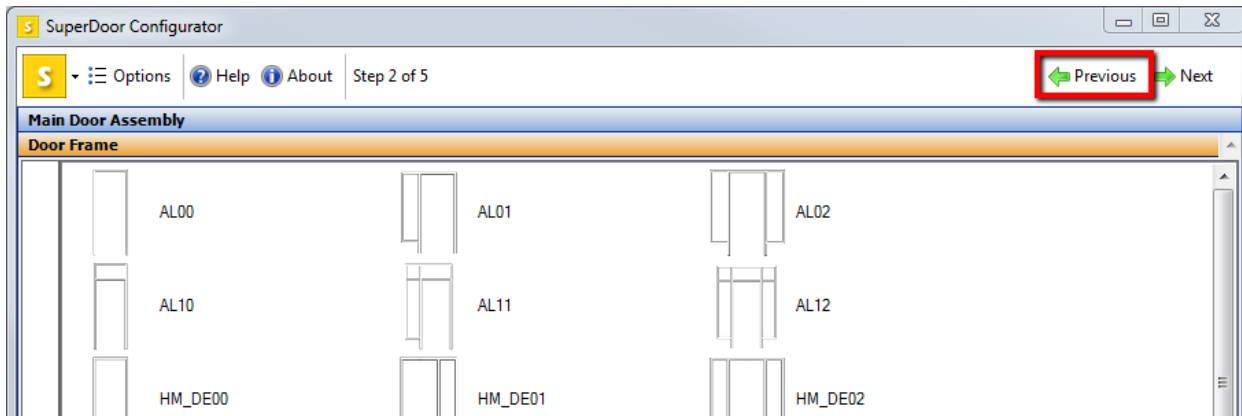 S SuperDoor Configurator
S Options Help About Step 2 of 5 Previous Next
Main Door Assembly
Door Frame
AL00 AL01 AL02
AL10 AL11 AL12
HM_DE00 HM_DE01 HM_DE02